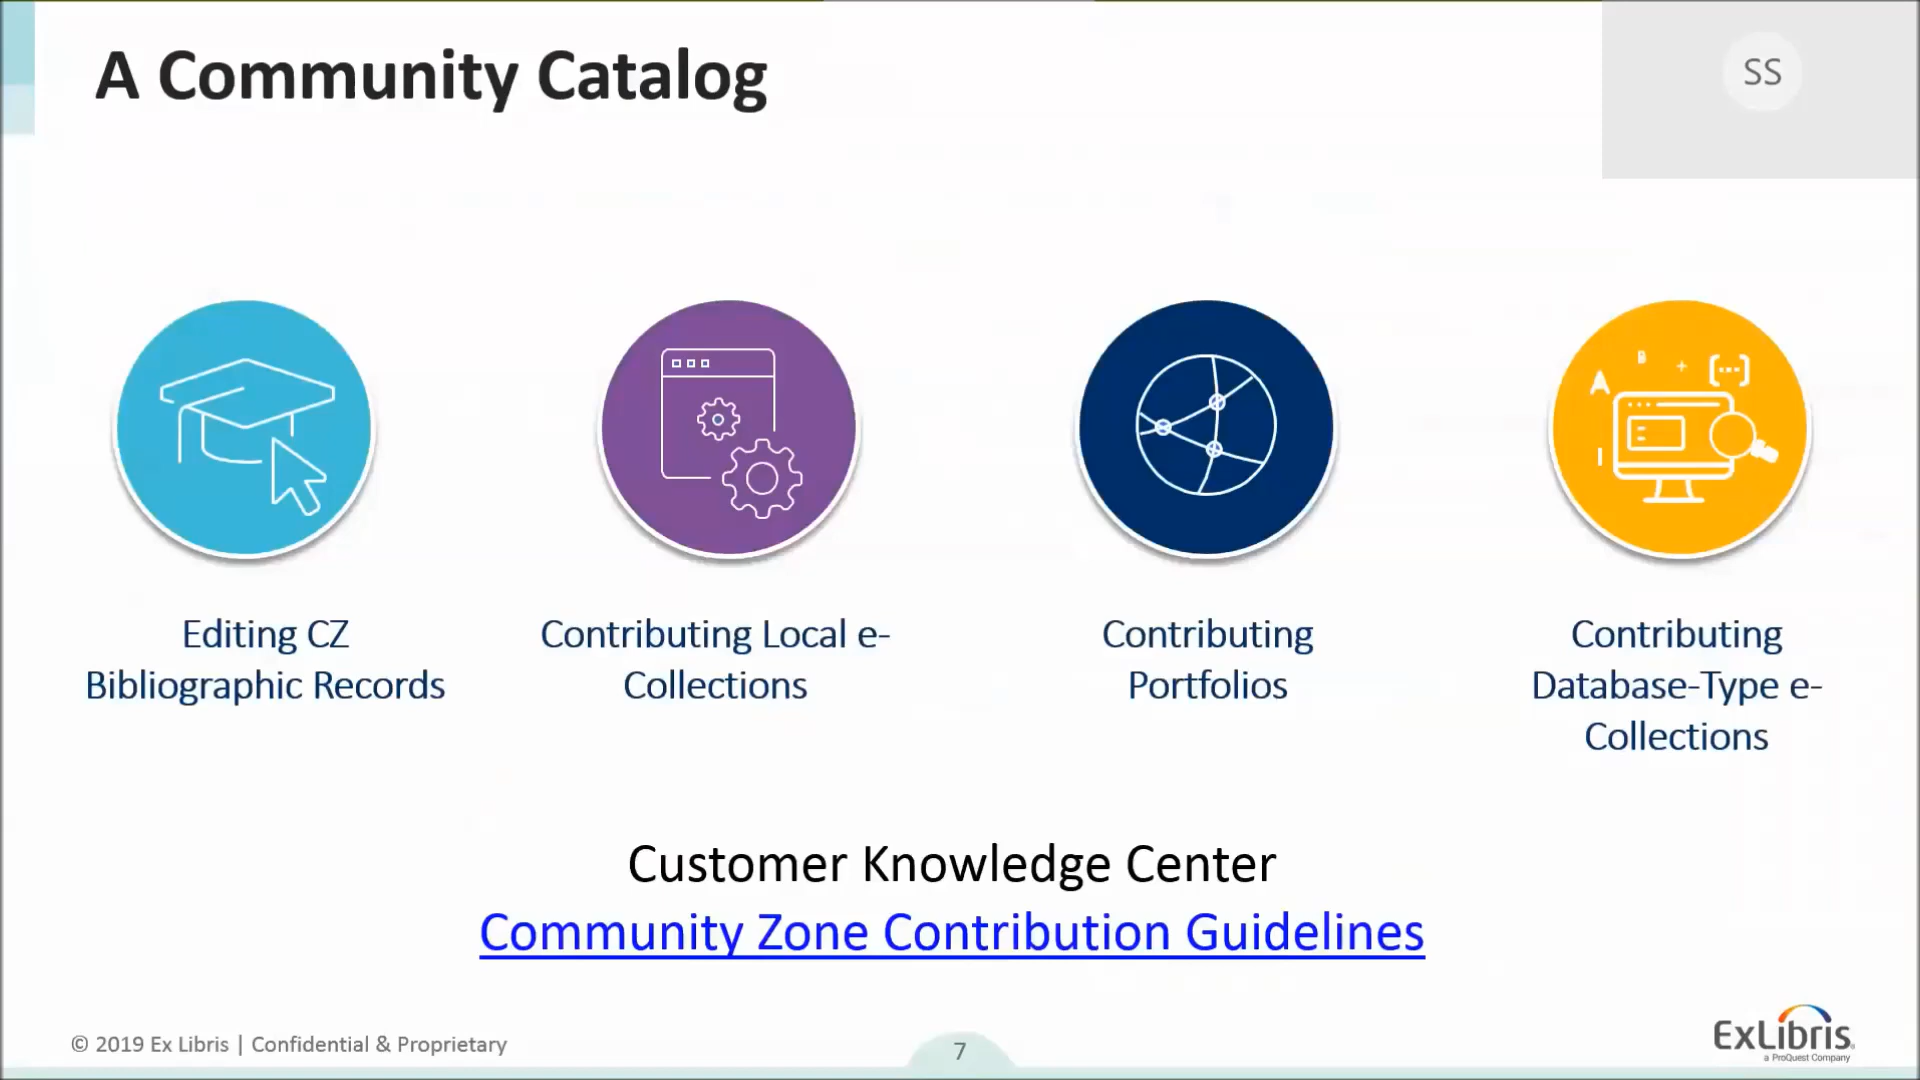 A Community Catalog
SS
Editing CZ
Bibliographic Records
Contributing Local e-
Collections
Contributing
Portfolios
Contributing
Database-Type e-
Collections
Customer Knowledge Center
Community Zone Contribution Guidelines
© 2019 Ex Libris | Confidential & Proprietary
7
ExLibris
a ProQuest Company